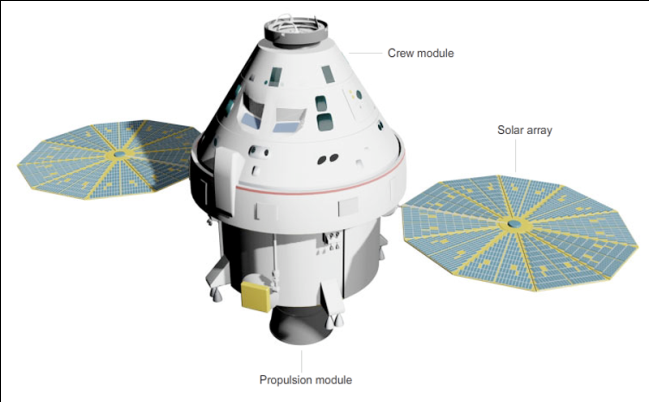 Crew module
Solar array
Propulsion module